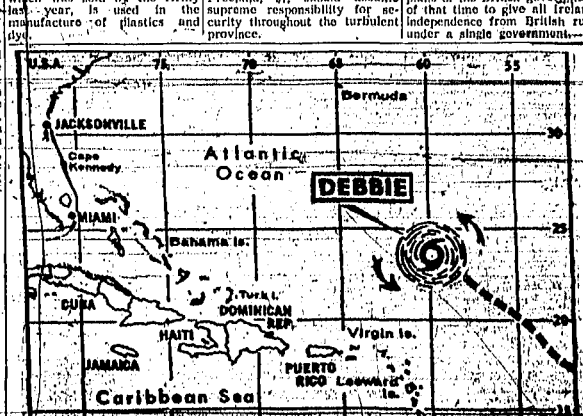 last year, is used in the
manufacture of plastics and
dye
supreme responsibility for se-
curity throughout the turbulent
province.
of that time to give all
independence from British
under a single government.
U.S.A.
75
70
65
60
55
Bermuda
JACKSONVILLE
30
Cape
Kennedy
Atlantic
Ocean
DEBBIE
MIAMI
25
Bahama Is.
Turk I.
CUBA
DOMINICAN
REP.
20
HAITI
Virgin Is.
JAMAICA
PUERTO
RICO
Leeward
Is.
Caribbean Sea